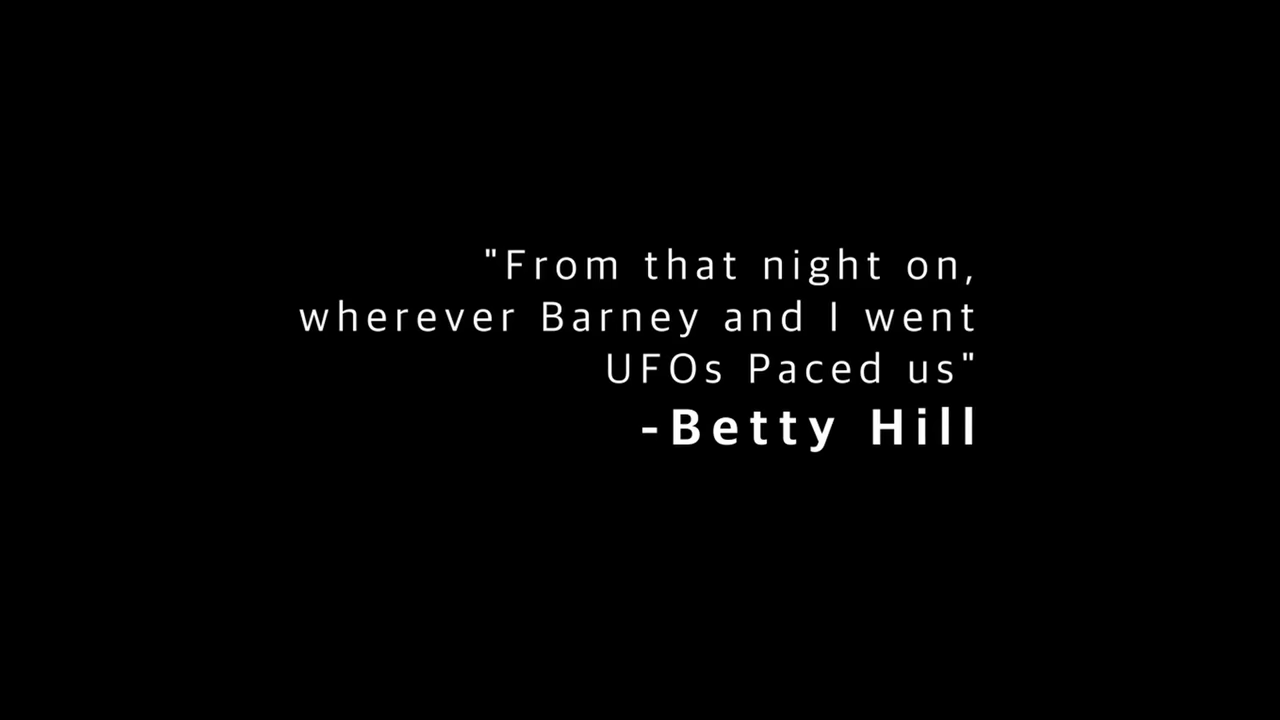 "From that night on,
wherever Barney and I went
UFOs Paced us"
-Betty Hill